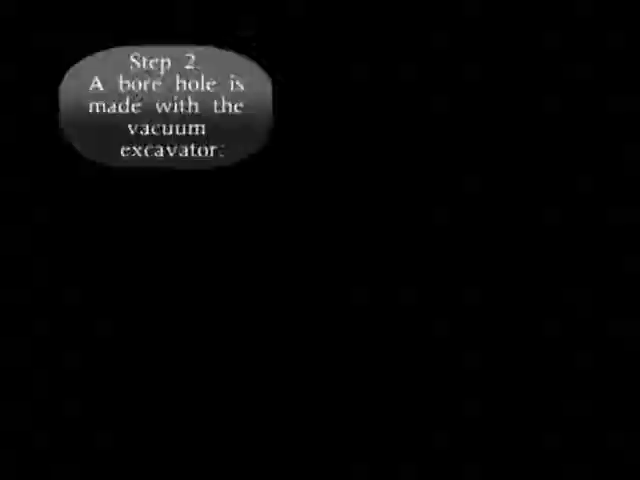 Step 2
A bore hole is
made with the
vacuum
excavator.